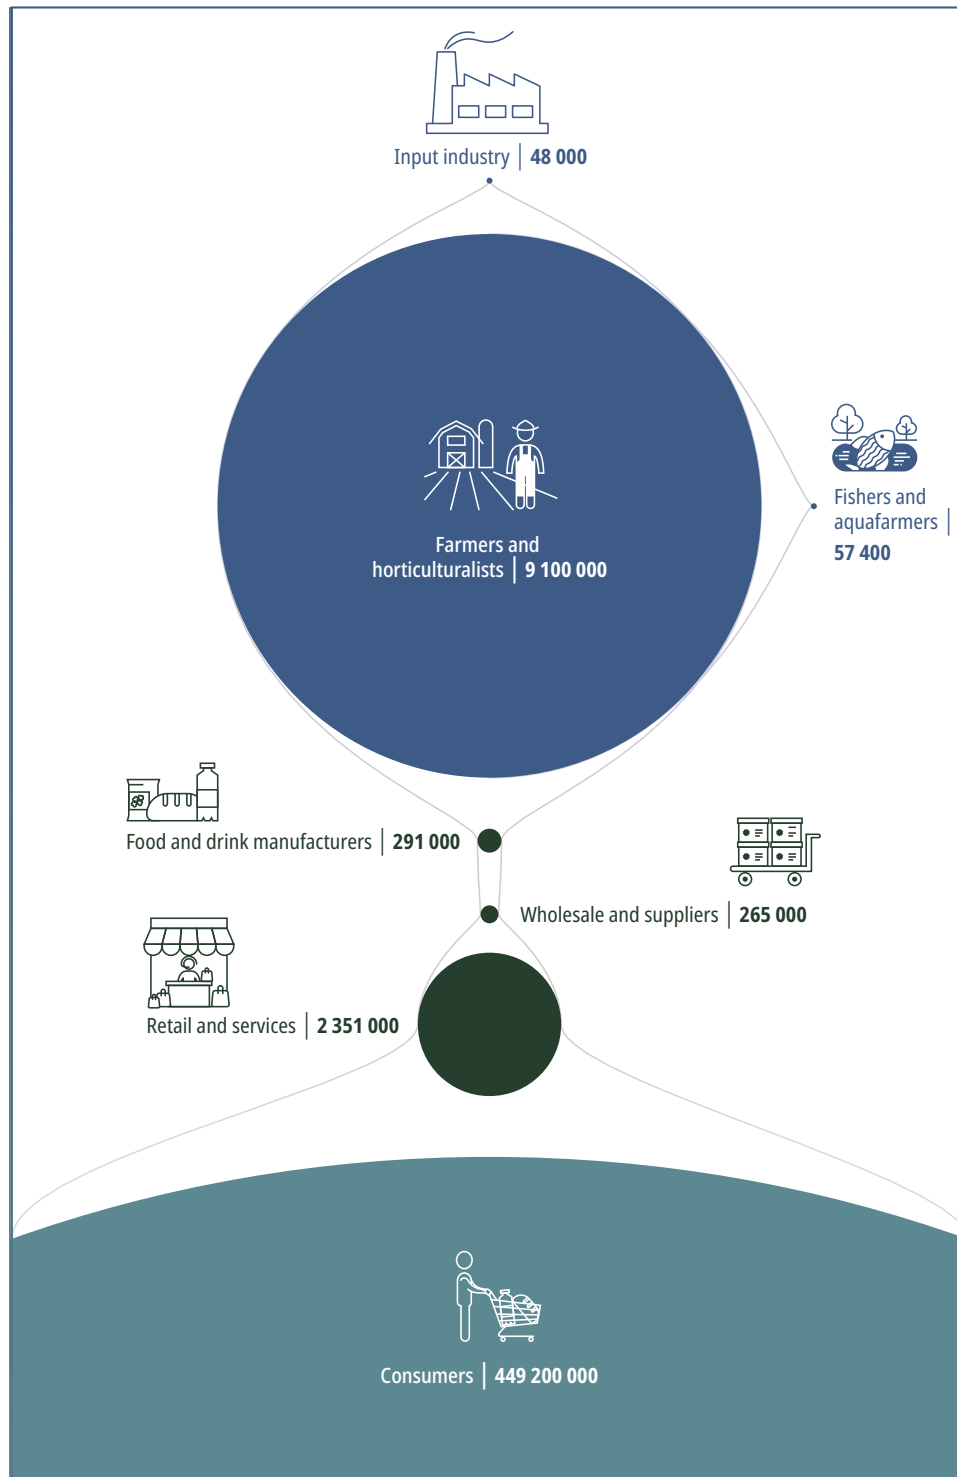 Input industry | 48 000
Farmers and
horticulturalists | 9 100 000
Fishers and
aquafarmers |
57 400
Food and drink manufacturers | 291 000
Wholesale and suppliers | 265 000
Retail and services | 2 351 000
Consumers | 449 200 000